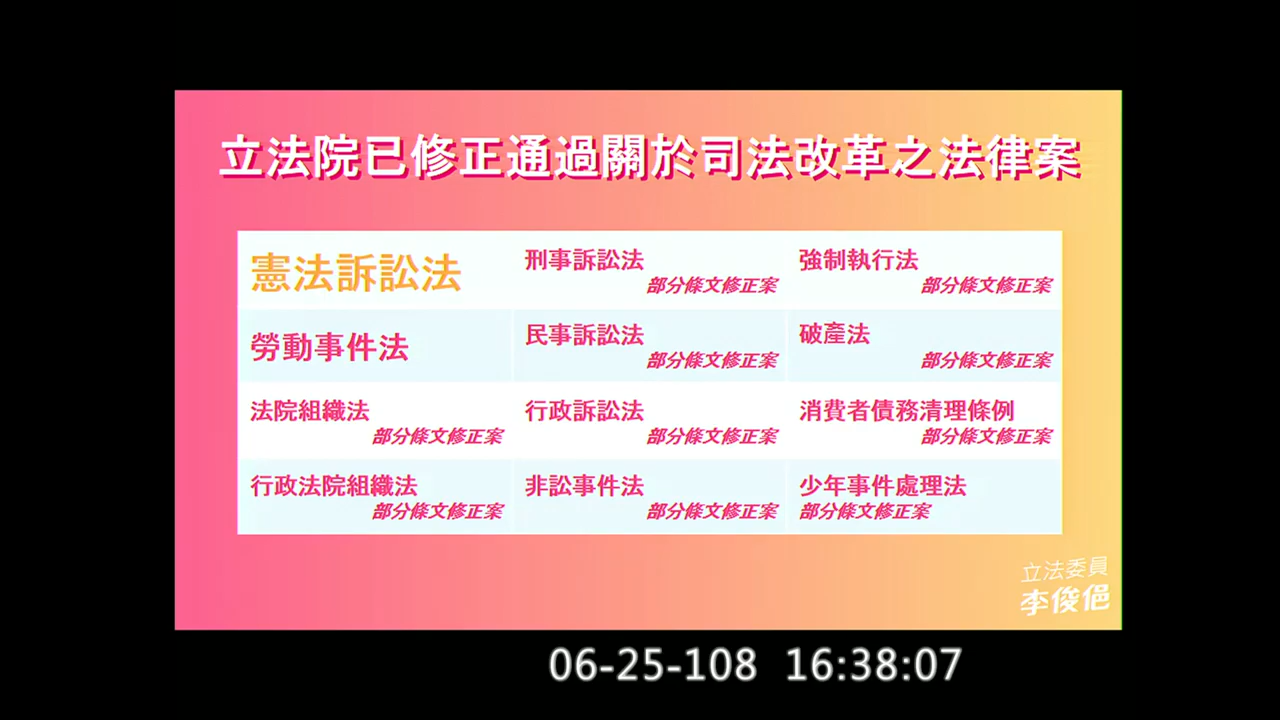 立法院已修正通過關於司法改革之法律案
憲法訴訟法
刑事訴訟法
部分條文修正案
強制執行法
部分條文修正案
勞動事件法
民事訴訟法
部分條文修正案
破產法
部分條文修正案
法院組織法
部分條文修正案
行政訴訟法
部分條文修正案
消費者債務清理條例
部分條文修正案
行政法院組織法
部分條文修正案
非訟事件法
部分條文修正案
少年事件處理法
部分條文修正案
立法委員
李俊俋
06-25-108 16:38:07